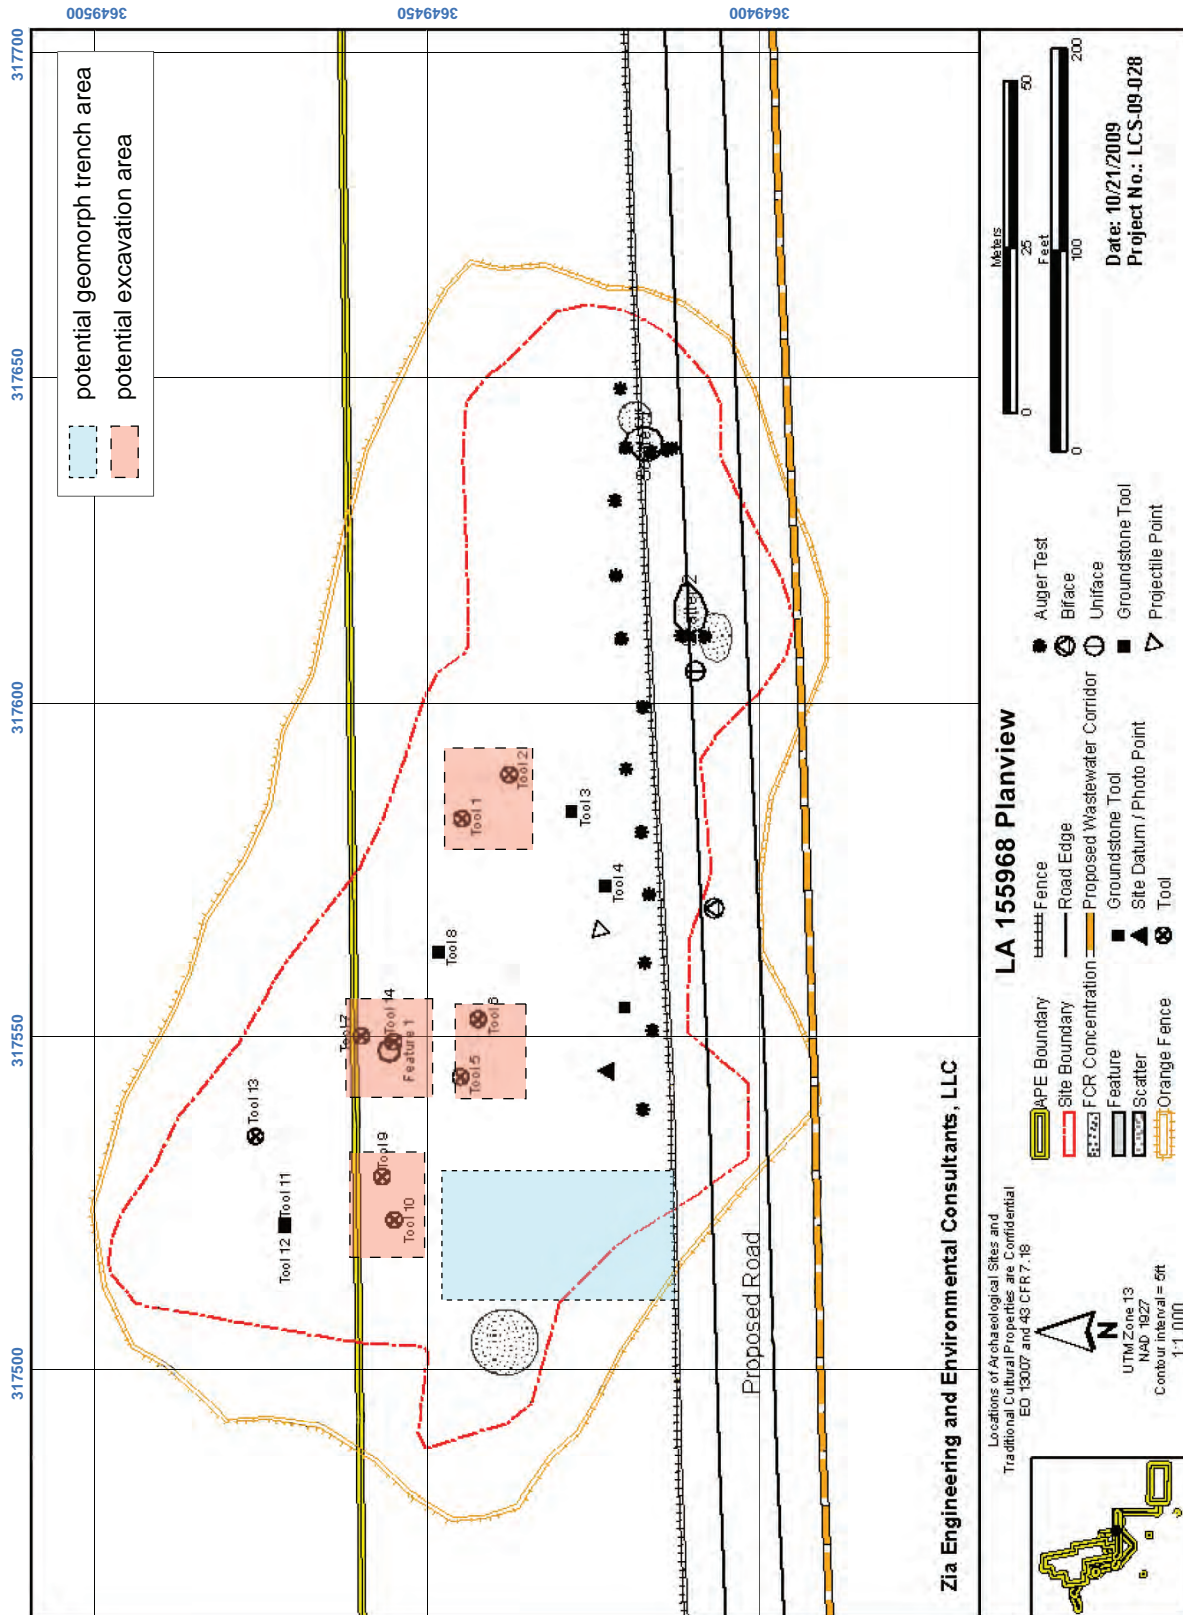 3649500
3649450
3649400
317700
317650
317600
317550
317500
potential geomorph trench area
potential excavation area
Tool 13
Tool 12
Tool 11
Tool 7
Tool 14
Feature 1
Tool 9
Tool 10
Tool 8
Tool 5
Tool 6
Tool 1
Tool 2
Tool 3
Tool 4
Proposed Road
Zia Engineering and Environmental Consultants, LLC
LA 155968 Planview
Locations of Archaeological Sites and
Traditional Cultural Properties are Confidential
EO 13007 and 43 CFR 7.18
N
UTM Zone 13
NAD 1927
Contour interval = 5ft
1:1,000
APE Boundary
Site Boundary
FCR Concentration
Feature
Scatter
Orange Fence
Fence
Road Edge
Proposed Wastewater Corridor
Groundstone Tool
Site Datum / Photo Point
Tool
Auger Test
Biface
Uniface
Groundstone Tool
Projectile Point
Meters
0 25 50
Feet
0 100 200
Date: 10/21/2009
Project No.: LCS-09-028